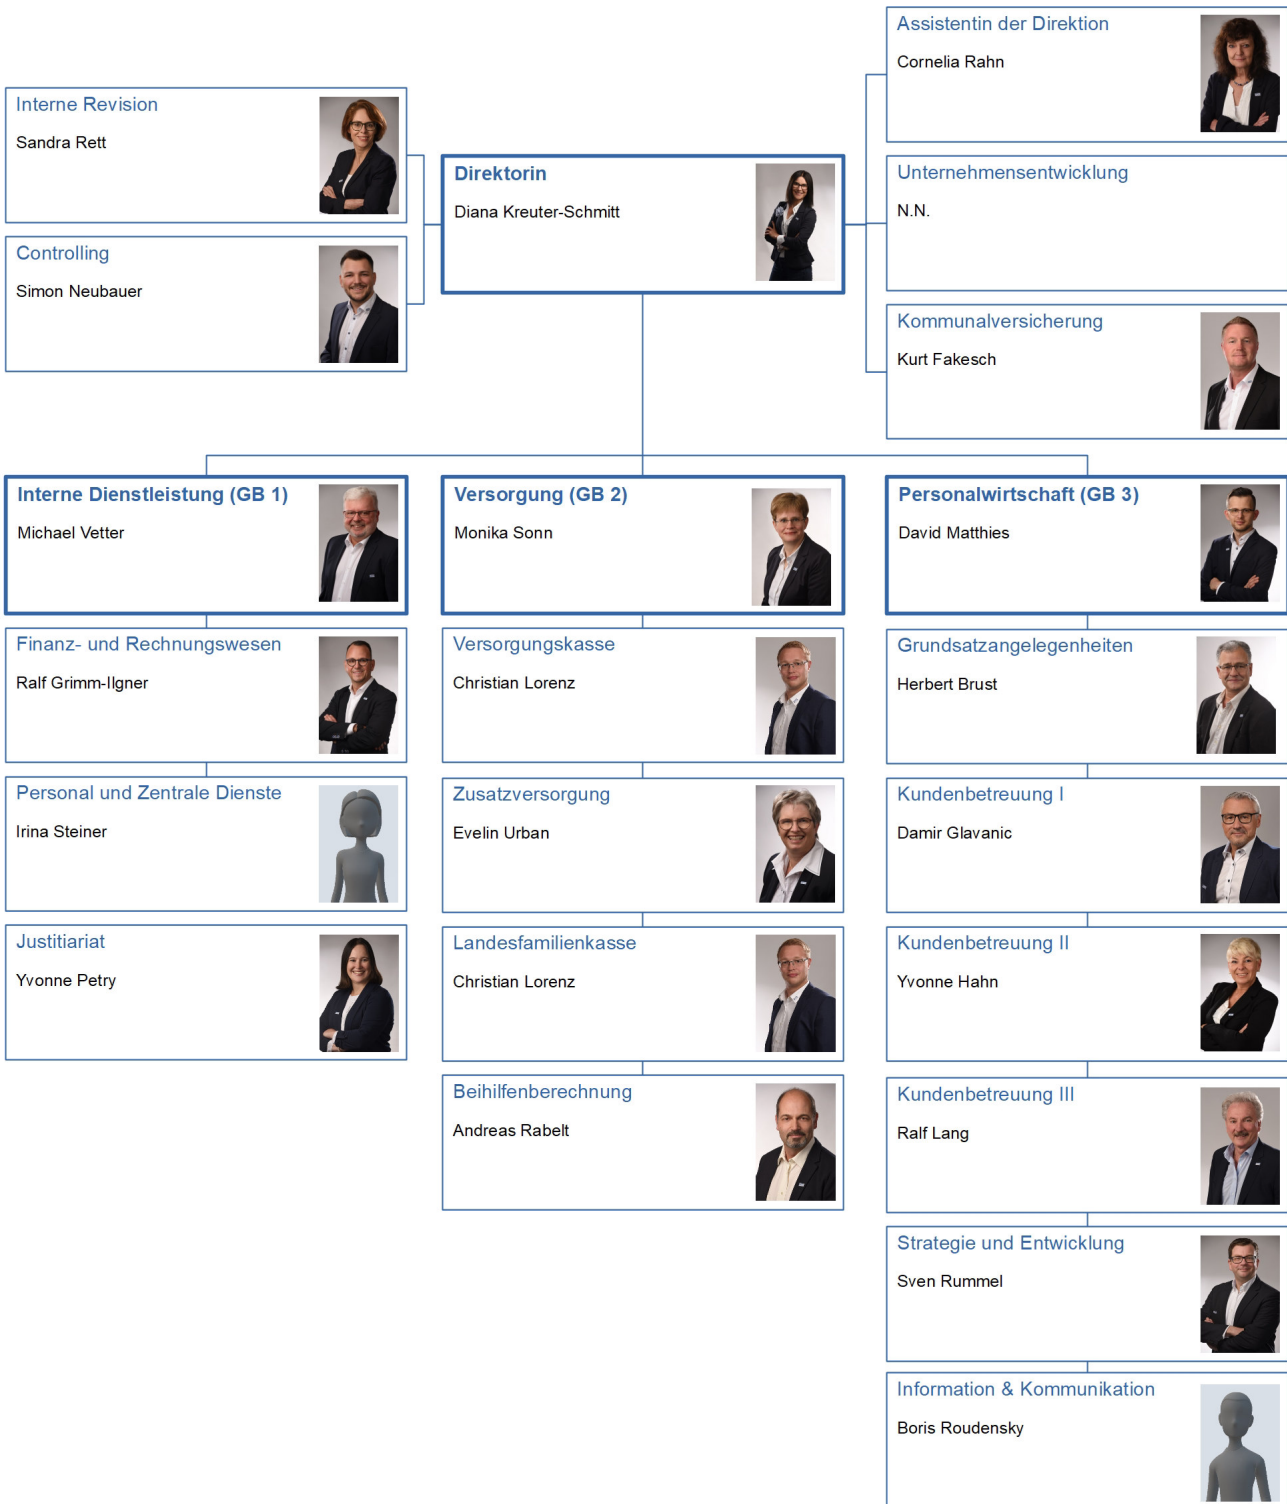 Assistentin der Direktion
Cornelia Rahn
Interne Revision
Sandra Rett
Direktorin
Diana Kreuter-Schmitt
Unternehmensentwicklung
N.N.
Controlling
Simon Neubauer
Kommunalversicherung
Kurt Fakesch
Interne Dienstleistung (GB 1)
Michael Vetter
Versorgung (GB 2)
Monika Sonn
Personalwirtschaft (GB 3)
David Matthies
Finanz- und Rechnungswesen
Ralf Grimm-Ilgner
Versorgungskasse
Christian Lorenz
Grundsatzangelegenheiten
Herbert Brust
Personal und Zentrale Dienste
Irina Steiner
Zusatzversorgung
Evelin Urban
Kundenbetreuung I
Damir Glavanic
Justitiariat
Yvonne Petry
Landesfamilienkasse
Christian Lorenz
Kundenbetreuung II
Yvonne Hahn
Beihilfenberechnung
Andreas Rabelt
Kundenbetreuung III
Ralf Lang
Strategie und Entwicklung
Sven Rummel
Information & Kommunikation
Boris Roudensky